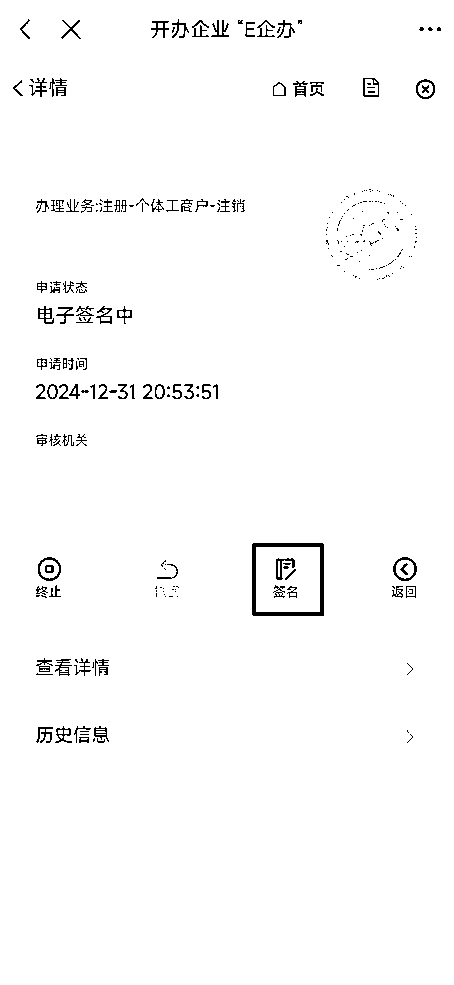 开办企业 “E企办”
详情
首页
办理业务:注册-个体工商户-注销
申请状态
电子签名中
申请时间
2024-12-31 20:53:51
审核机关
终止
签名
返回
查看详情
历史信息